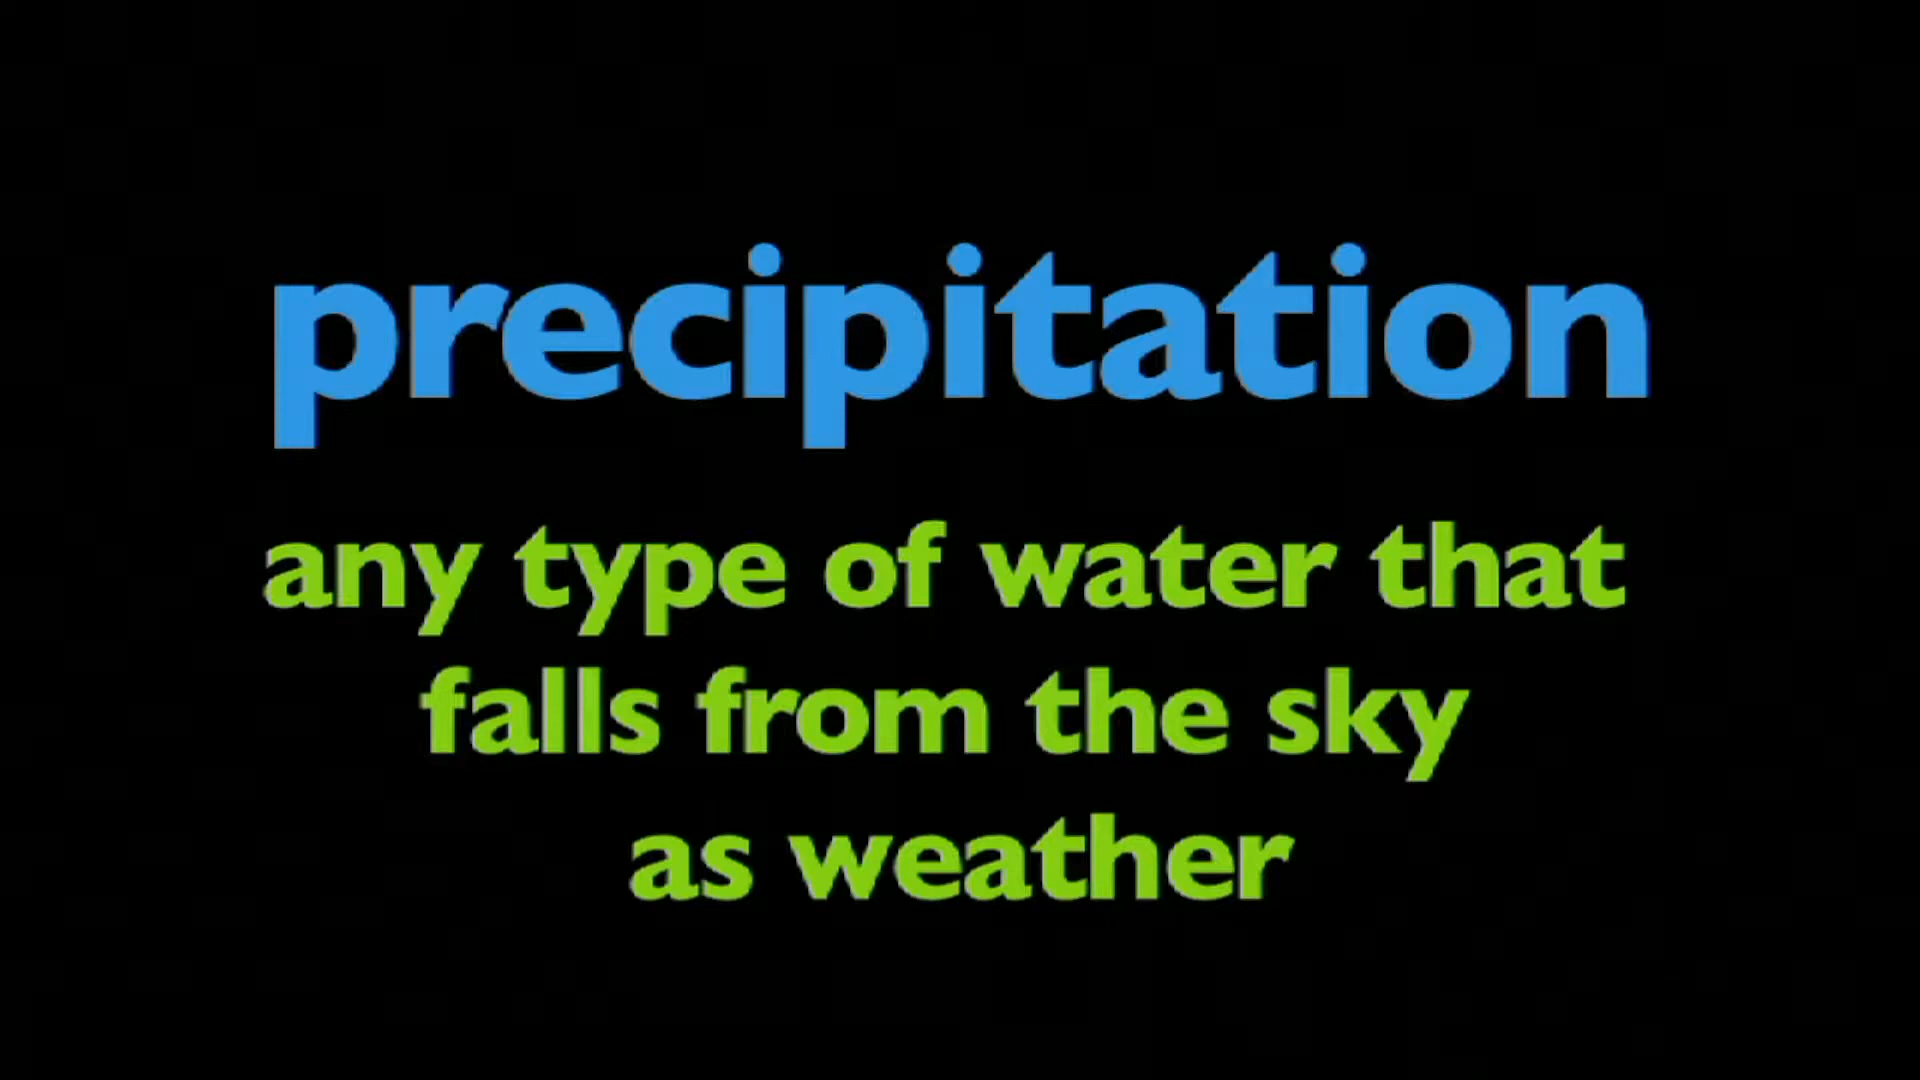 precipitation
any type of water that
falls from the sky
as weather